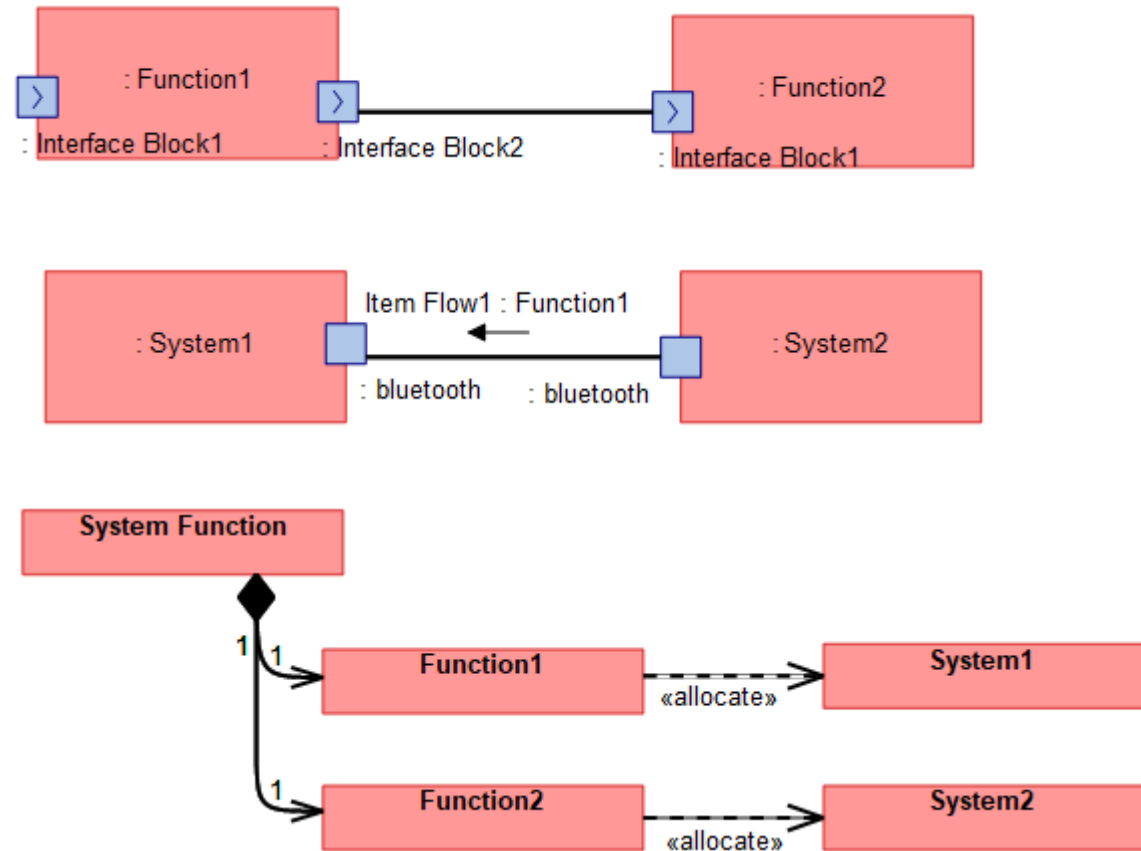 : Function1
: Function2
: Interface Block1
: Interface Block2
: Interface Block1
Item Flow1 : Function1
: System1
: System2
: bluetooth
: bluetooth
System Function
1
1
Function1
«allocate»
System1
1
Function2
«allocate»
System2